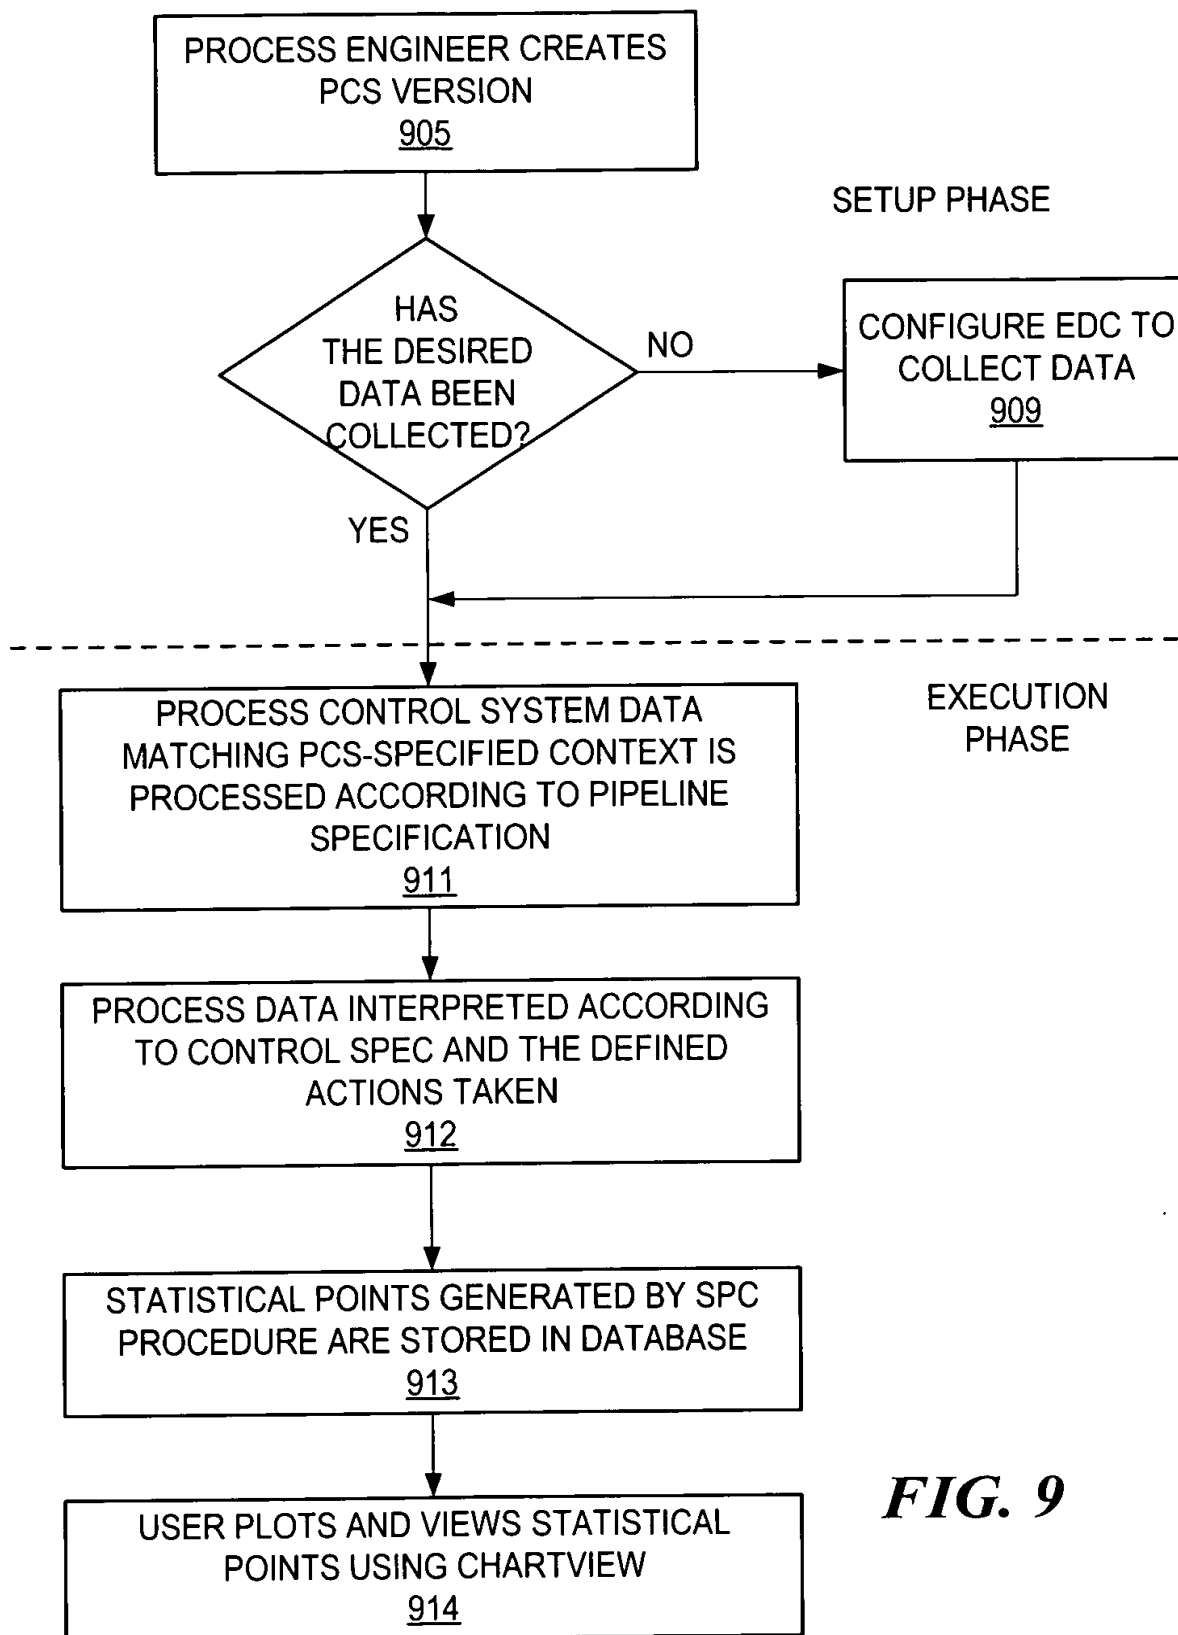 PROCESS ENGINEER CREATES
PCS VERSION
905
SETUP PHASE
HAS
THE DESIRED
DATA BEEN
COLLECTED?
NO
CONFIGURE EDC TO
COLLECT DATA
909
YES
EXECUTION
PHASE
PROCESS CONTROL SYSTEM DATA
MATCHING PCS-SPECIFIED CONTEXT IS
PROCESSED ACCORDING TO PIPELINE
SPECIFICATION
911
PROCESS DATA INTERPRETED ACCORDING
TO CONTROL SPEC AND THE DEFINED
ACTIONS TAKEN
912
STATISTICAL POINTS GENERATED BY SPC
PROCEDURE ARE STORED IN DATABASE
913
USER PLOTS AND VIEWS STATISTICAL
POINTS USING CHARTVIEW
914
FIG. 9